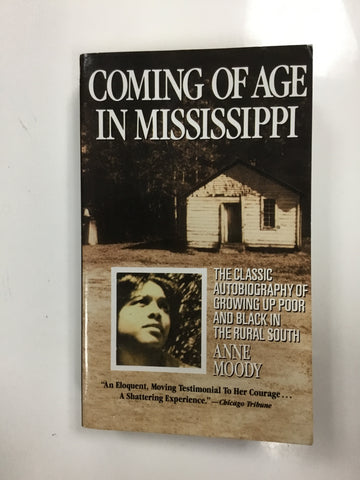 COMING OF AGE
IN MISSISSIPPI
THE CLASSIC
AUTOBIOGRAPHY OF
GROWING UP POOR
AND BLACK IN
THE RURAL SOUTH
ANNE
MOODY
"An Eloquent, Moving Testimonial To Her Courage . . .
A Shattering Experience."—Chicago Tribune